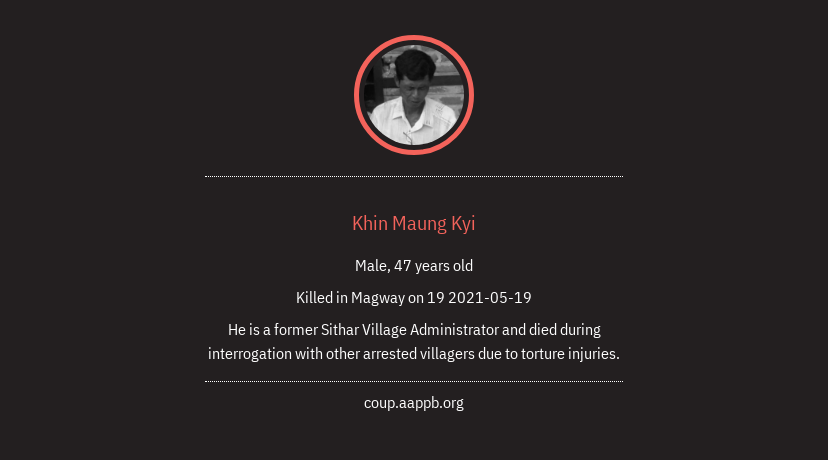 Khin Maung Kyi
Male, 47 years old
Killed in Magway on 19 2021-05-19
He is a former Sithar Village Administrator and died during
interrogation with other arrested villagers due to torture injuries.
coup.aappb.org